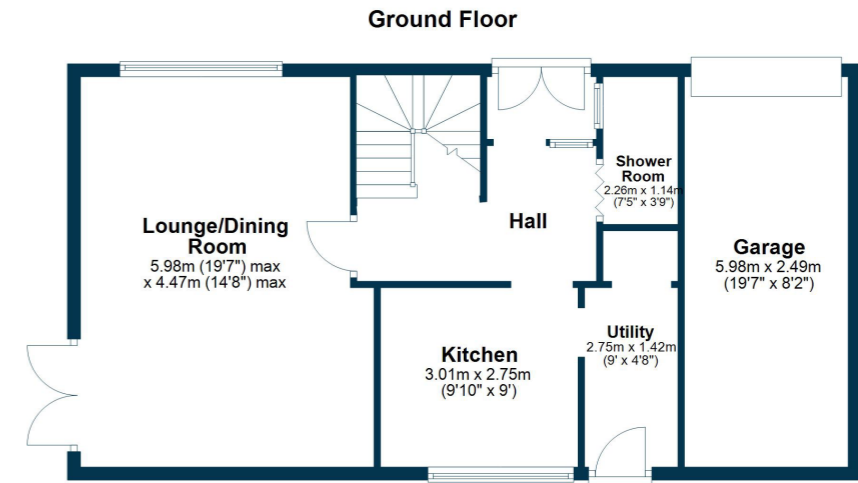 Ground Floor
Lounge/Dining
Room
5.98m (19'7") max
x 4.47m (14'8") max
Hall
Shower
Room
2.26m x 1.14m
(7'5" x 3'9")
Garage
5.98m x 2.49m
(19'7" x 8'2")
Kitchen
3.01m x 2.75m
(9'10" x 9')
Utility
2.75m x 1.42m
(9' x 4'8")